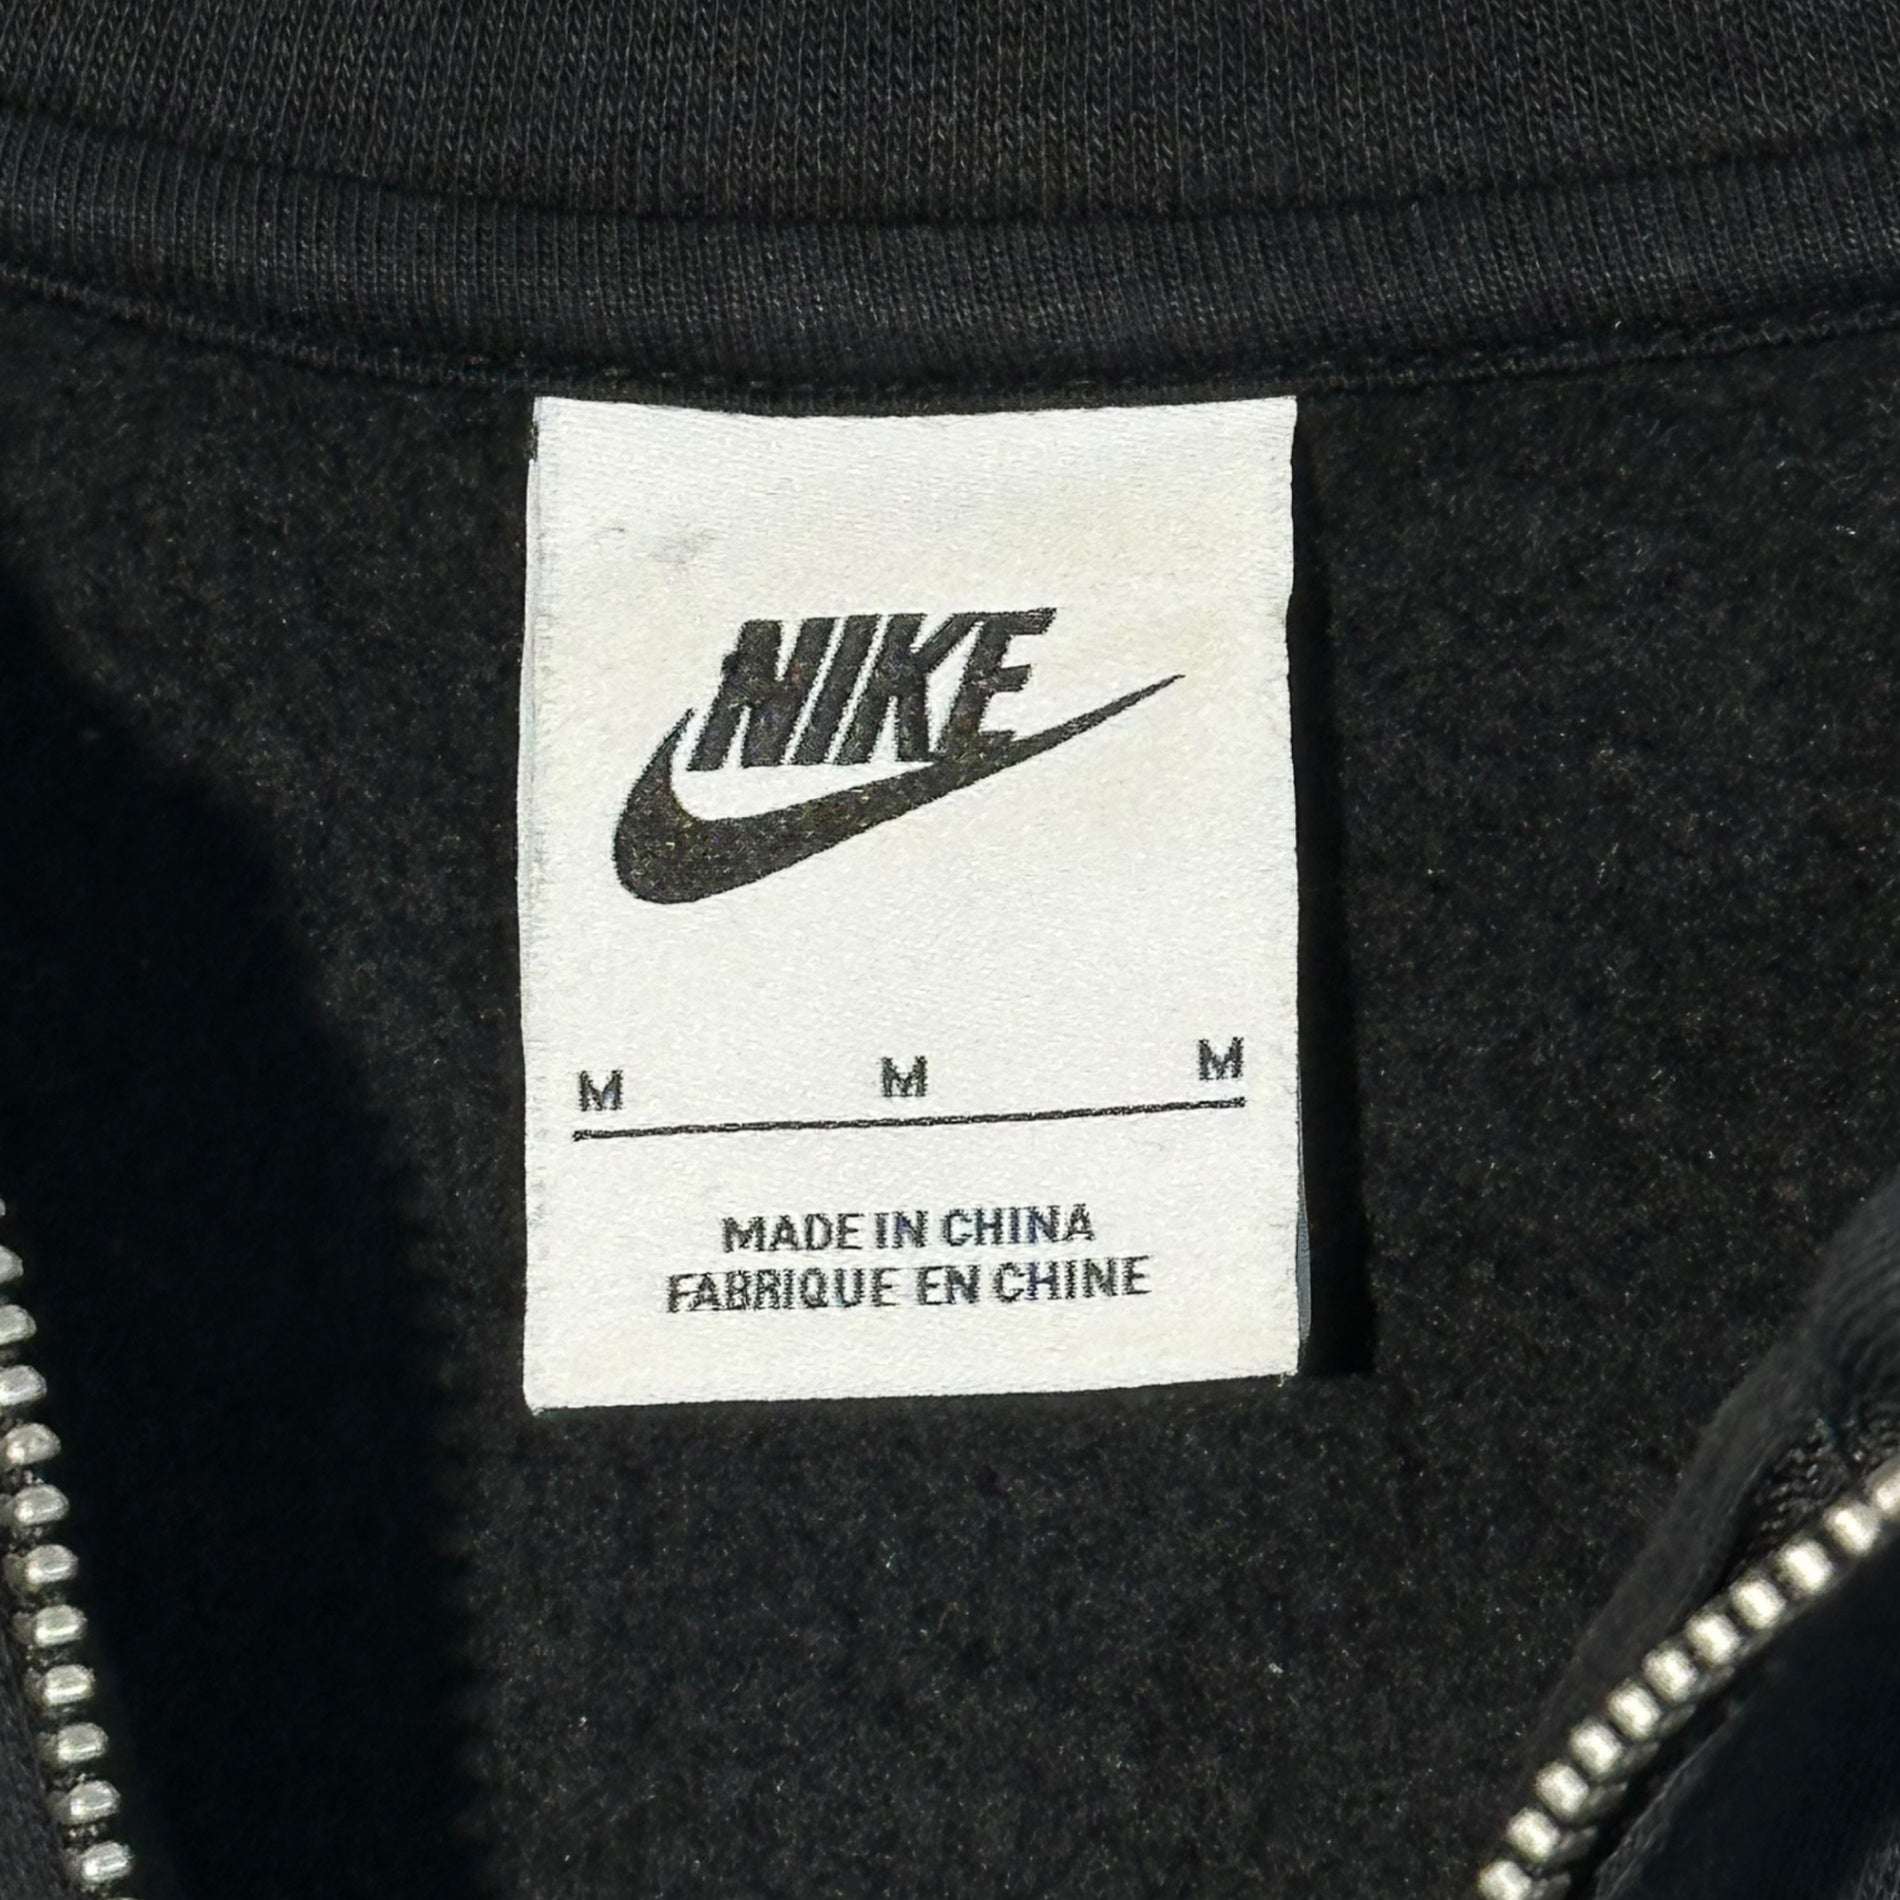 NIKE
M M M
MADE IN CHINA
FABRIQUE EN CHINE